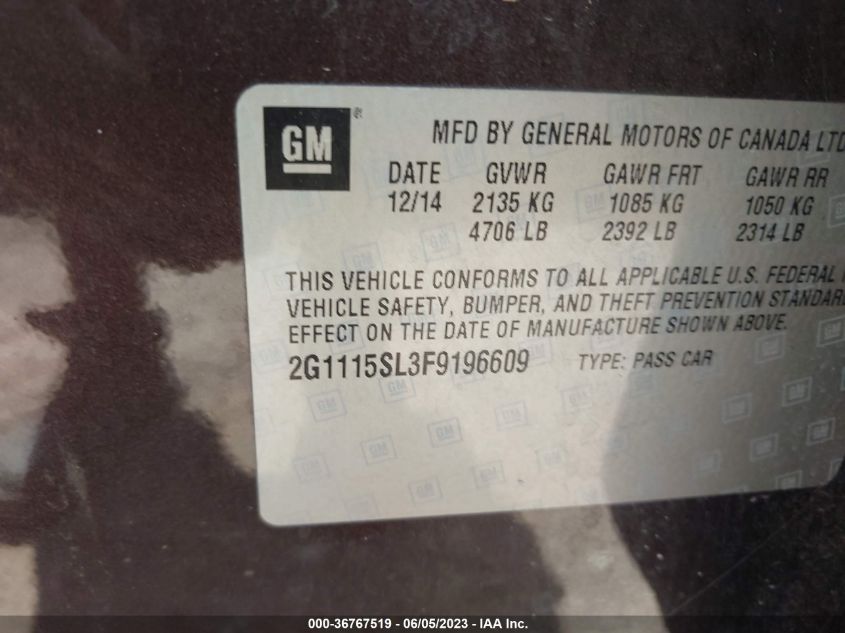 GM
MFD BY GENERAL MOTORS OF CANADA LTD
DATE GVWR GAWR FRT GAWR RR
12/14 2135 KG 1085 KG 1050 KG
4706 LB 2392 LB 2314 LB
THIS VEHICLE CONFORMS TO ALL APPLICABLE U.S. FEDERAL
VEHICLE SAFETY, BUMPER, AND THEFT PREVENTION STANDAR
EFFECT ON THE DATE OF MANUFACTURE SHOWN ABOVE.
2G1115SL3F9196609 TYPE: PASS CAR
000-36767519 - 06/05/2023 - IAA Inc.